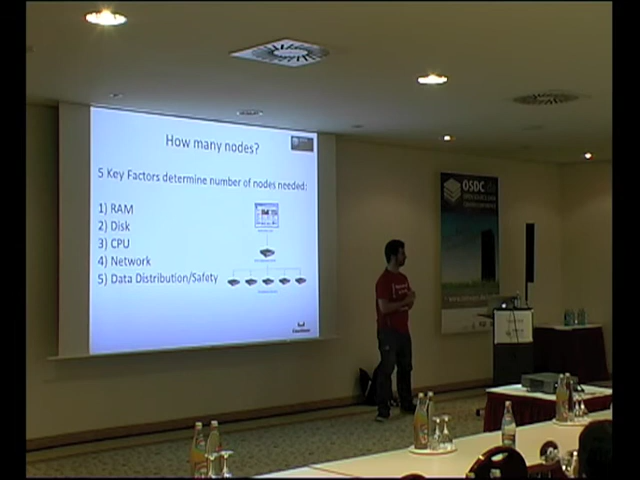 How many nodes?
5 Key Factors determine number of nodes needed:
1) RAM
2) Disk
3) CPU
4) Network
5) Data Distribution/Safety
OSDC.de